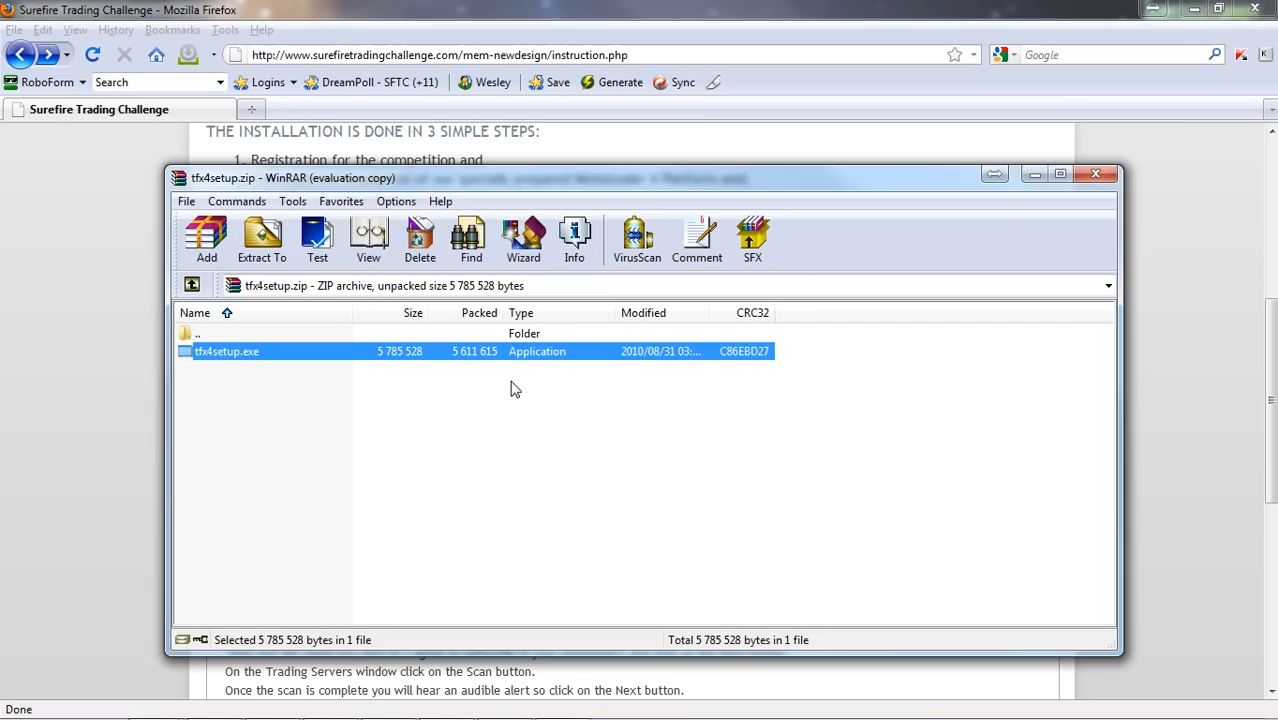 Surefire Trading Challenge - Mozilla Firefox
File Edit View History Bookmarks Tools Help
http://www.surefiretradingchallenge.com/mem-newdesign/instruction.php
Google
K
RoboForm Search Logins DreamPoll - SFTC (+11) Wesley Save Generate Sync
Surefire Trading Challenge
THE INSTALLATION IS DONE IN 3 SIMPLE STEPS:
1. Registration for the competition and
tfx4setup.zip - WinRAR (evaluation copy)
File Commands Tools Favorites Options Help
Add Extract To Test View Delete Find Wizard Info VirusScan Comment SFX
tfx4setup.zip - ZIP archive, unpacked size 5 785 528 bytes
Name Size Packed Type Modified CRC32
.. Folder
tfx4setup.exe 5 785 528 5 611 615 Application 2010/08/31 03:... C86EBD27
Selected 5 785 528 bytes in 1 file Total 5 785 528 bytes in 1 file
On the Trading Servers window click on the Scan button.
Once the scan is complete you will hear an audible alert so click on the Next button.
Done